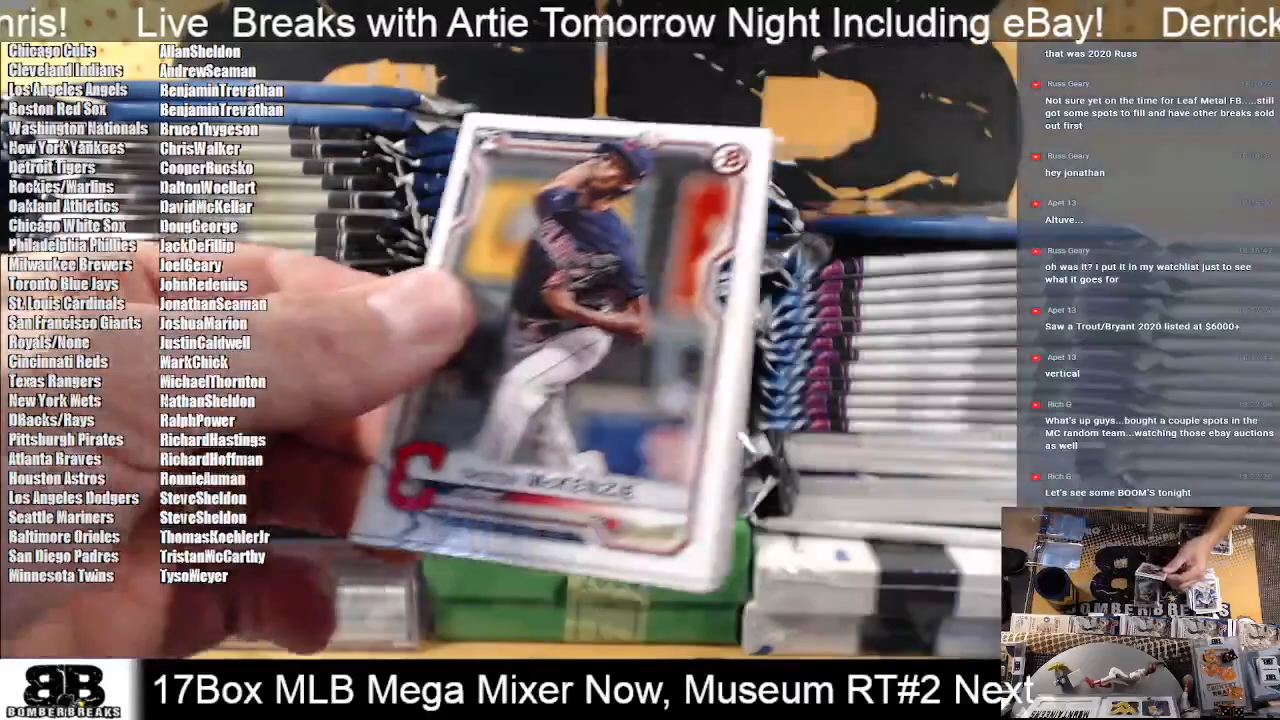 hris! Live Breaks with Artie Tomorrow Night Including eBay! Derrick
Chicago Cubs AllanSheldon
Cleveland Indians AndrewSeaman
Los Angeles Angels BenjaminTrevathan
Boston Red Sox BenjaminTrevathan
Washington Nationals BruceThygeson
New York Yankees ChrisWalker
Detroit Tigers CooperBucsko
Rockies/Marlins DaltonWoellert
Oakland Athletics DavidMcKellar
Chicago White Sox DougGeorge
Philadelphia Phillies JackDeFilip
Milwaukee Brewers JoelGeary
Toronto Blue Jays JohnRedenius
St. Louis Cardinals JonathanSeaman
San Francisco Giants JoshuaMarion
Royals/None JustinCaldwell
Cincinnati Reds MarkChick
Texas Rangers MichaelThornton
New York Mets NathanSheldon
DBacks/Rays RalphPower
Pittsburgh Pirates RichardHastings
Atlanta Braves RichardHoffman
Houston Astros RonnieAuman
Los Angeles Dodgers SteveSheldon
Seattle Mariners SteveSheldon
Baltimore Orioles ThomasKoehlerJr
San Diego Padres TristanMcCarthy
Minnesota Twins TysoMeyer
McKENZIE
that was 2020 Russ
Russ Geary
Not sure yet on the time for Leaf Metal FB.....still
got some spots to fill and have other breaks sold
out first
Russ Geary
hey jonathan
Apet 13
Altuve...
Russ Geary
oh was it? I put it in my watchlist just to see
what it goes for
Apet 13
Saw a Trout/Bryant 2020 listed at $6000+
Apet 13
vertical
Rich G
What's up guys...bought a couple spots in the
MC random team...watching those ebay auctions
as well
Rich G
Let's see some BOOM'S tonight
BOMBERBREAKS
BB
BOMBERBREAKS
17Box MLB Mega Mixer Now, Museum RT#2 Next